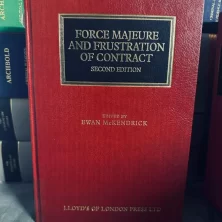 FORCE MAJEURE
AND FRUSTRATION
OF CONTRACT
SECOND EDITION
EDITED BY
EWAN McKENDRICK
LLOYD'S OF LONDON PRESS LTD
ARCHBOLD